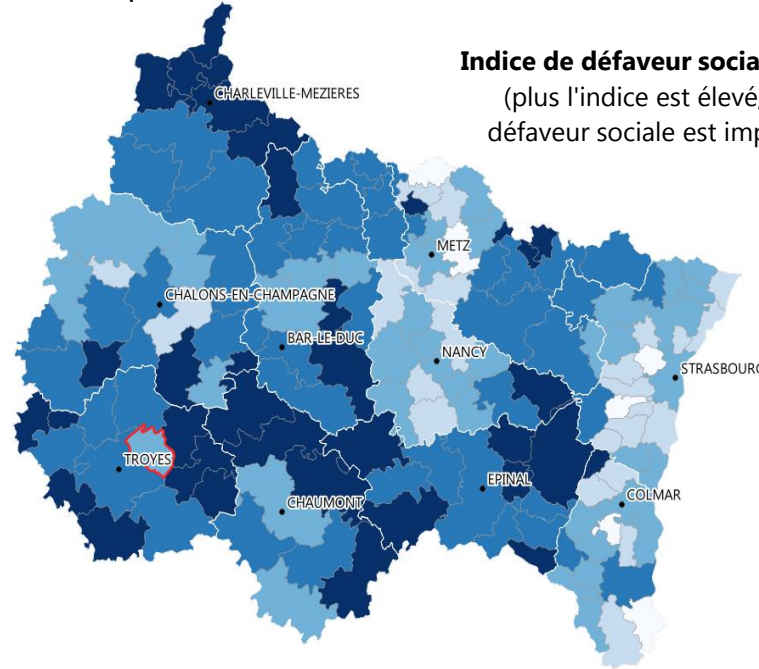 Indice de défaveur socia
(plus l'indice est élevé,
défaveur sociale est imp
CHARLEVILLE-MEZIERES
METZ
CHALONS-EN-CHAMPAGNE
BAR-LE-DUC
NANCY
STRASBOURG
TROYES
EPINAL
CHAUMONT
COLMAR